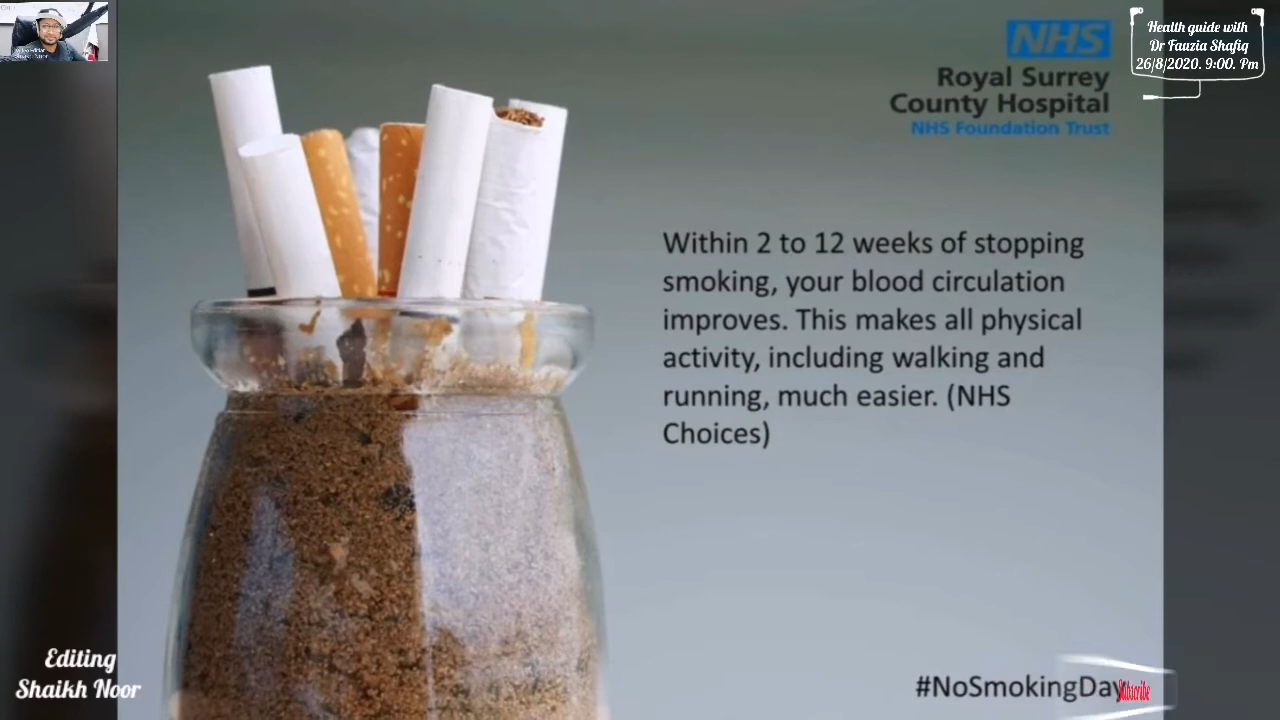 Health guide with
Dr Fauzia Shafiq
26/8/2020. 9:00. Pm
NHS
Royal Surrey
County Hospital
NHS Foundation Trust
Within 2 to 12 weeks of stopping
smoking, your blood circulation
improves. This makes all physical
activity, including walking and
running, much easier. (NHS
Choices)
Editing
Shaikh Noor
#NoSmokingDay
Subscribe